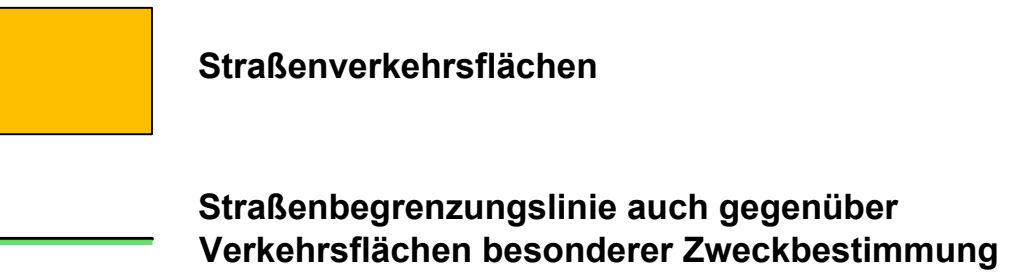 Straßenverkehrsflächen
Straßenbegrenzungslinie auch gegenüber
Verkehrsflächen besonderer Zweckbestimmung